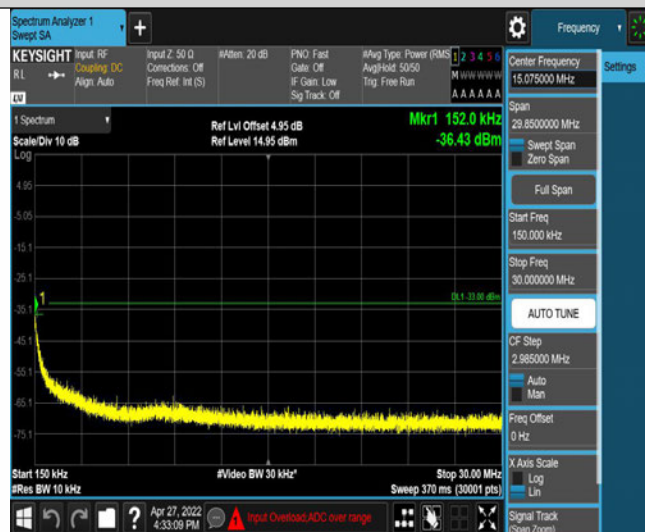 Spectrum Analyzer 1
Swept SA
+
Frequency
KEYSIGHT
RL
LXI
Input: RF
Coupling: DC
Align: Auto
Input Z: 50 Ω
Corrections: Off
Freq Ref: Int (S)
#Atten: 20 dB
PNO: Fast
Gate: Off
IF Gain: Low
Sig Track: Off
#Avg Type: Power (RMS
Avg|Hold: 50/50
Trig: Free Run
1 2 3 4 5 6
M W W W W W
A A A A A A
Settings
1 Spectrum
Scale/Div 10 dB
Log
Ref Lvl Offset 4.95 dB
Ref Level 14.95 dBm
Mkr1 152.0 kHz
-36.43 dBm
4.95
-5.05
-15.1
-25.1
-35.1
-45.1
-55.1
-65.1
-75.1
1
DL1 -33.00 dBm
Start 150 kHz
#Res BW 10 kHz
#Video BW 30 kHz*
Stop 30.00 MHz
Sweep 370 ms (30001 pts)
Center Frequency
15.075000 MHz
Span
29.8500000 MHz
Swept Span
Zero Span
Full Span
Start Freq
150.000 kHz
Stop Freq
30.000000 MHz
AUTO TUNE
CF Step
2.985000 MHz
Auto
Man
Freq Offset
0 Hz
X Axis Scale
Log
Lin
Signal Track
(Span Zoom)
?
Apr 27, 2022
4:33:09 PM
Input Overload;ADC over range